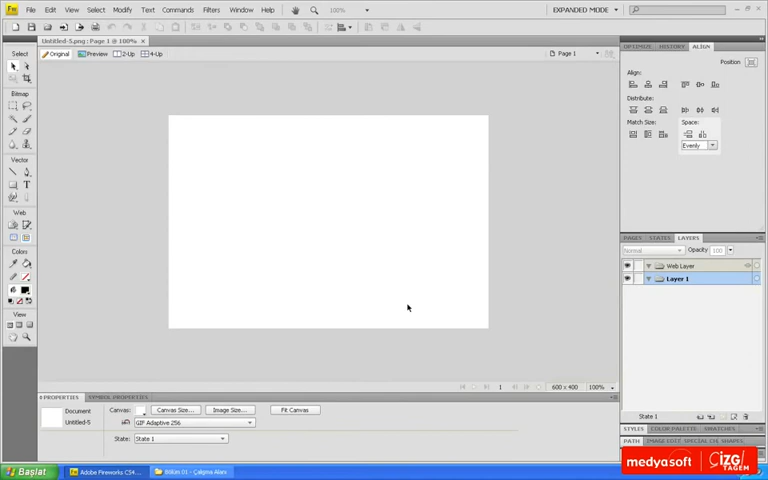 Fw File Edit View Select Modify Text Commands Filters Window Help EXPANDED MODE
100%
Untitled-5.png : Page 1 @ 100%
Original Preview 2-Up 4-Up Page 1
OPTIMIZE HISTORY ALIGN
Position
Align:
Distribute:
Match Size: Space:
Evenly
Select
Bitmap
Vector
Web
Colors
View
PAGES STATES LAYERS
Normal Opacity 100
Web Layer
Layer 1
1 600 x 400 100%
PROPERTIES SYMBOL PROPERTIES
Document Canvas: Canvas Size... Image Size... Fit Canvas
Untitled-5 GIF Adaptive 256
State: State 1
State 1
STYLES COLOR PALETTE SWATCHES
PATH IMAGE EDIT SPECIAL CH SHAPES
Başlat Adobe Fireworks CS4... Bölüm 01 - Çalışma Alanı
medyasoft ÇİZGİ TAGEM